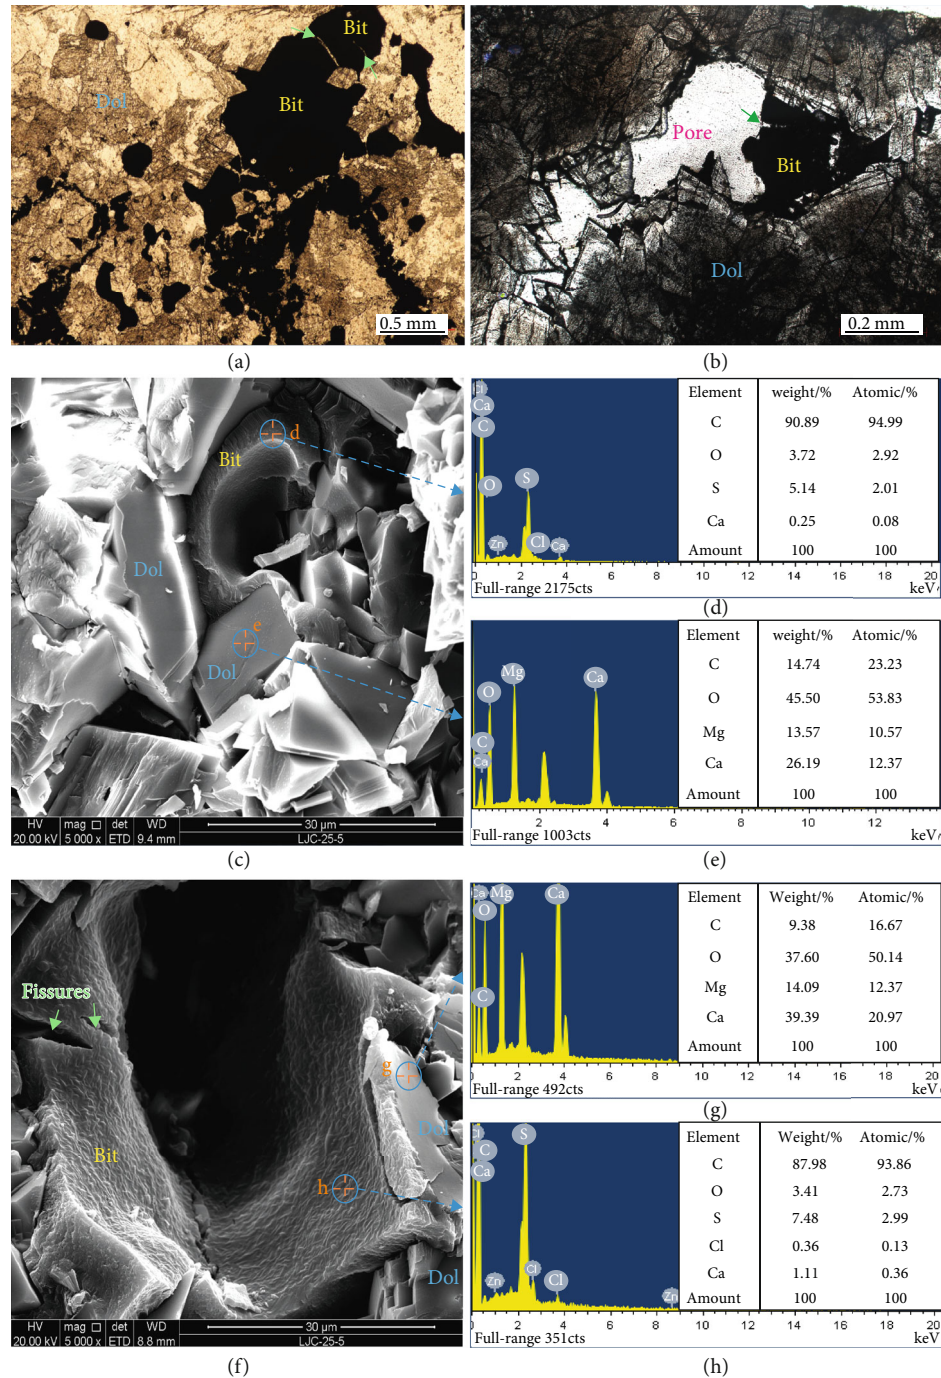 Bit
Dol
Bit
0.5 mm
(a)
Pore
Bit
Dol
0.2 mm
(b)
d
Bit
Dol
e
Dol
HV mag □ det WD 30 µm
20.00 kV 5 000 x ETD 9.4 mm LJC-25-5
(c)
Cl
Ca
C
O
S
Zn
Cl
Ca
Element weight/% Atomic/%
C 90.89 94.99
O 3.72 2.92
S 5.14 2.01
Ca 0.25 0.08
Amount 100 100
0 2 4 6 8 10 12 14 16 18 20
Full-range 2175cts keV
(d)
Mg
O
Ca
C
Ca
Element weight/% Atomic/%
C 14.74 23.23
O 45.50 53.83
Mg 13.57 10.57
Ca 26.19 12.37
Amount 100 100
0 2 4 6 8 10 12
Full-range 1003cts keV
(e)
Fissures
g
Dol
Bit
h
Dol
HV mag □ det WD 30 µm
20.00 kV 5 000 x ETD 8.8 mm LJC-25-5
(f)
Ca
Mg
Ca
O
C
Element Weight/% Atomic/%
C 9.38 16.67
O 37.60 50.14
Mg 14.09 12.37
Ca 39.39 20.97
Amount 100 100
2 4 6 8 10 12 14 16 18 20
Full-range 492cts keV
(g)
Cl
S
C
Ca
Zn
Cl
Cl
Zn
Element Weight/% Atomic/%
C 87.98 93.86
O 3.41 2.73
S 7.48 2.99
Cl 0.36 0.13
Ca 1.11 0.36
Amount 100 100
0 2 4 6 8 10 12 14 16 18 20
Full-range 351cts keV
(h)